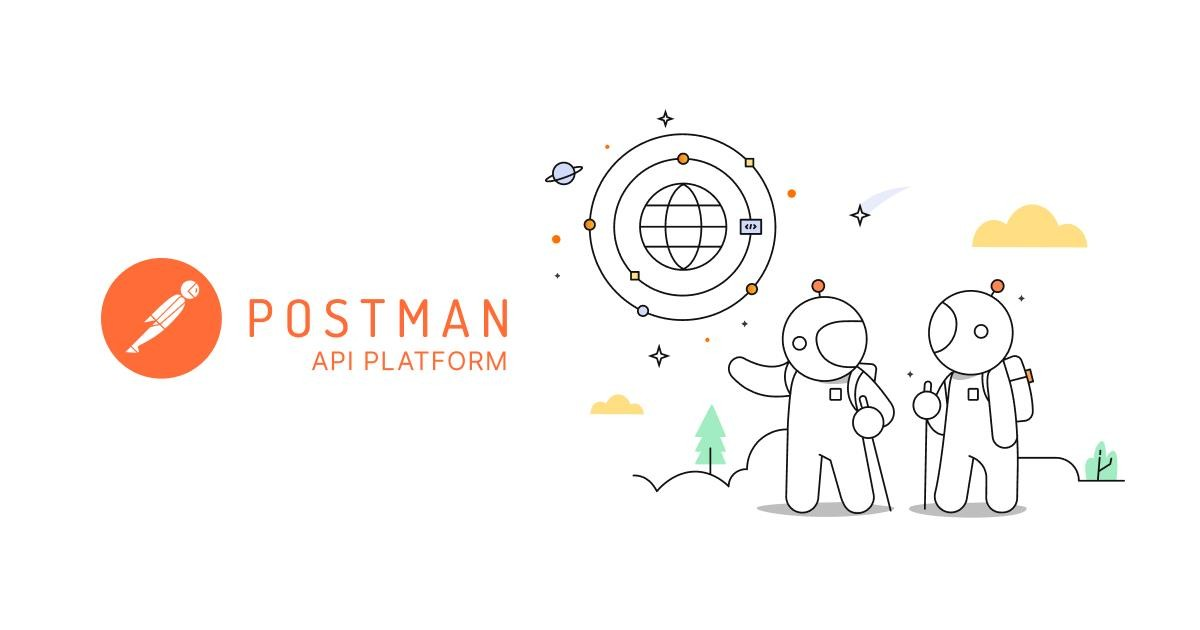 POSTMAN
API PLATFORM
</>